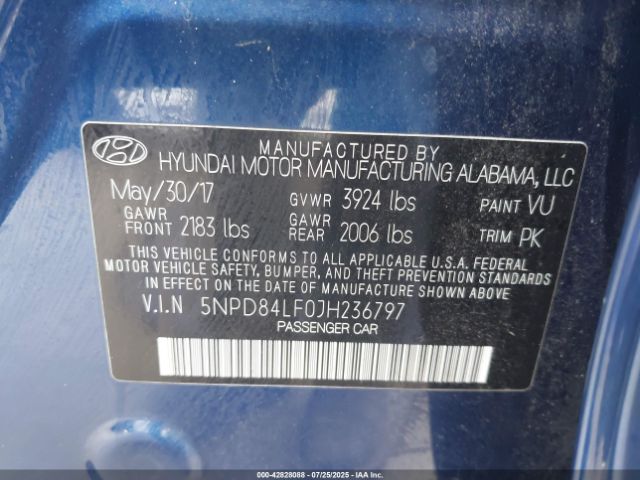 MANUFACTURED BY
HYUNDAI MOTOR MANUFACTURING ALABAMA, LLC
May/30/17 GVWR 3924 lbs PAINT VU
GAWR FRONT 2183 lbs GAWR REAR 2006 lbs TRIM PK
THIS VEHICLE CONFORMS TO ALL APPLICABLE U.S.A. FEDERAL
MOTOR VEHICLE SAFETY, BUMPER, AND THEFT PREVENTION STANDARDS
IN EFFECT ON THE DATE OF MANUFACTURE SHOWN ABOVE.
V.I.N 5NPD84LF0JH236797
PASSENGER CAR
000-42828088 07/25/2025 COPYRIGHT IAA, LLC.